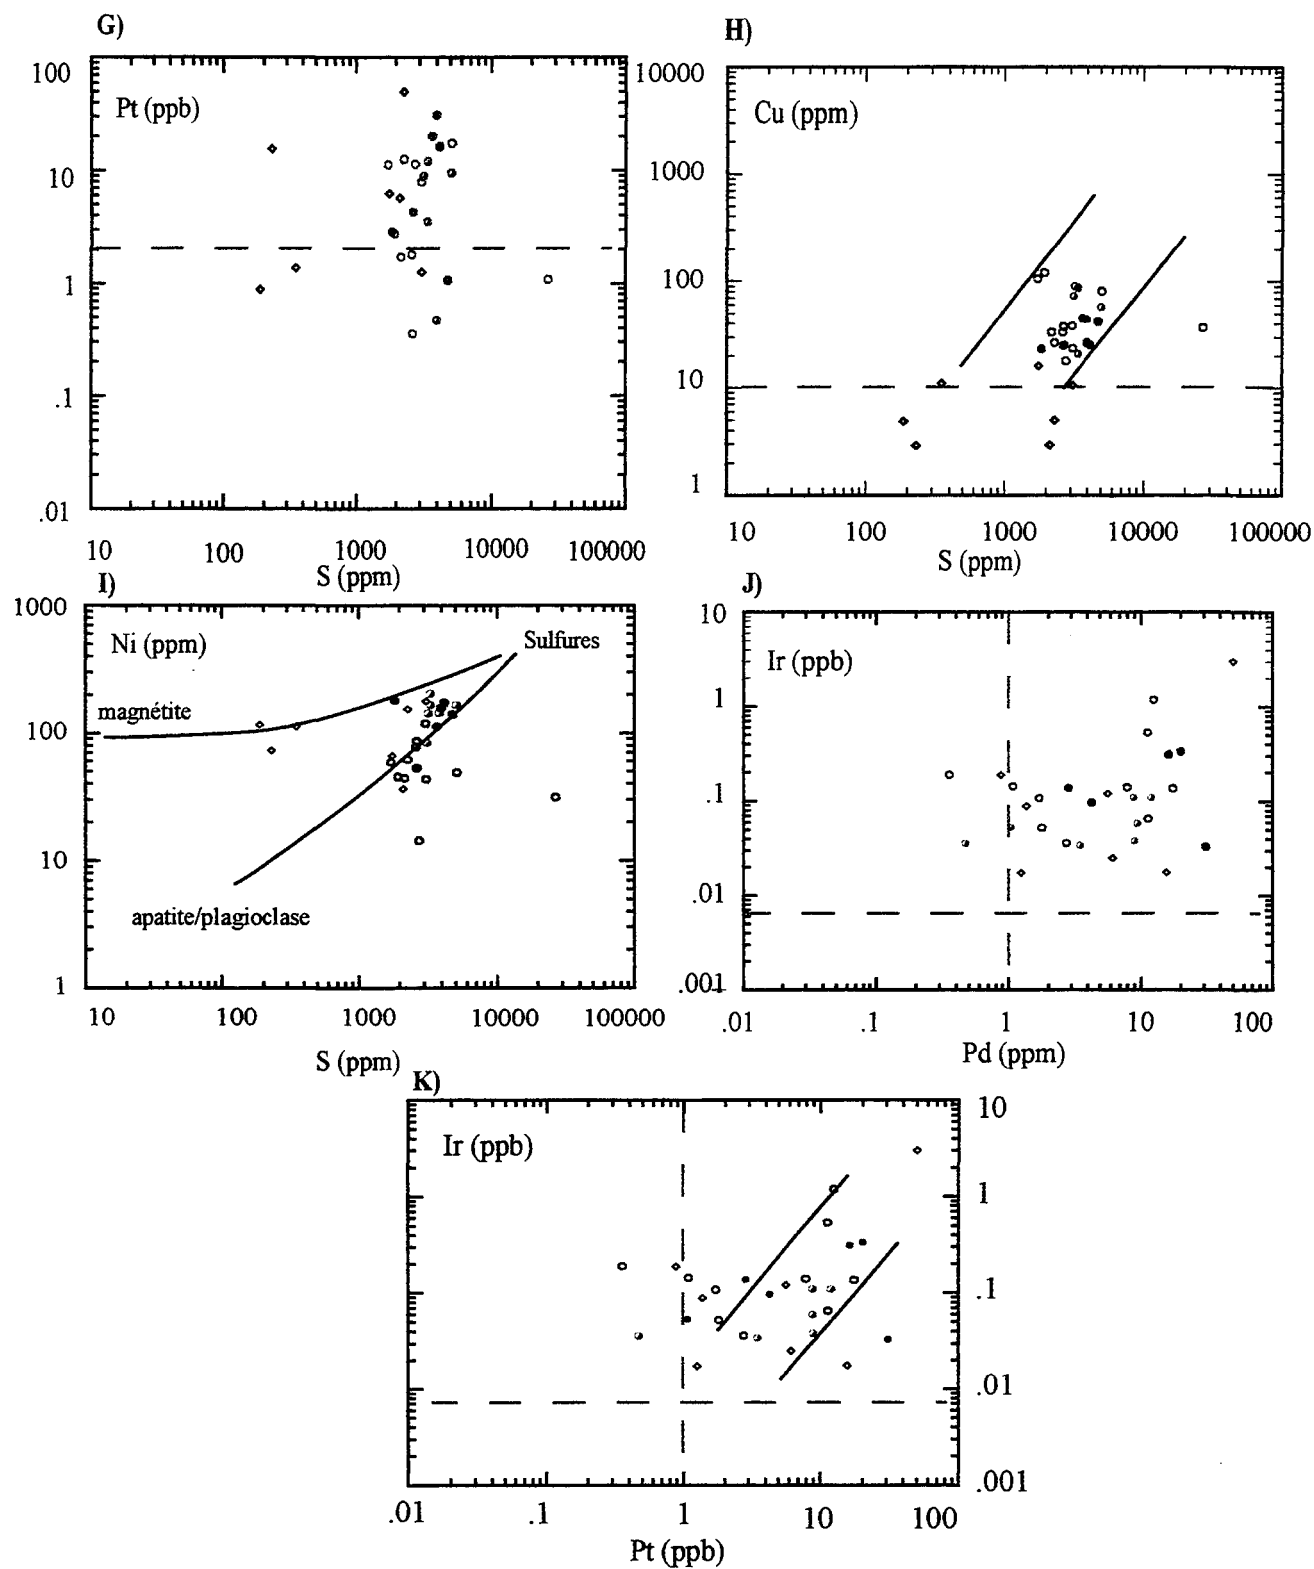 G)
Pt (ppb)
100
10
1
.1
.01
10 100 1000 10000 100000
S (ppm)
H)
Cu (ppm)
10000
1000
100
10
1
10 100 1000 10000 100000
S (ppm)
I)
Ni (ppm)
Sulfures
magnétite
apatite/plagioclase
1000
100
10
1
10 100 1000 10000 100000
S (ppm)
J)
Ir (ppb)
10
1
.1
.01
.001
.01 .1 1 10 100
Pd (ppm)
K)
Ir (ppb)
10
1
.1
.01
.001
.01 .1 1 10 100
Pt (ppb)